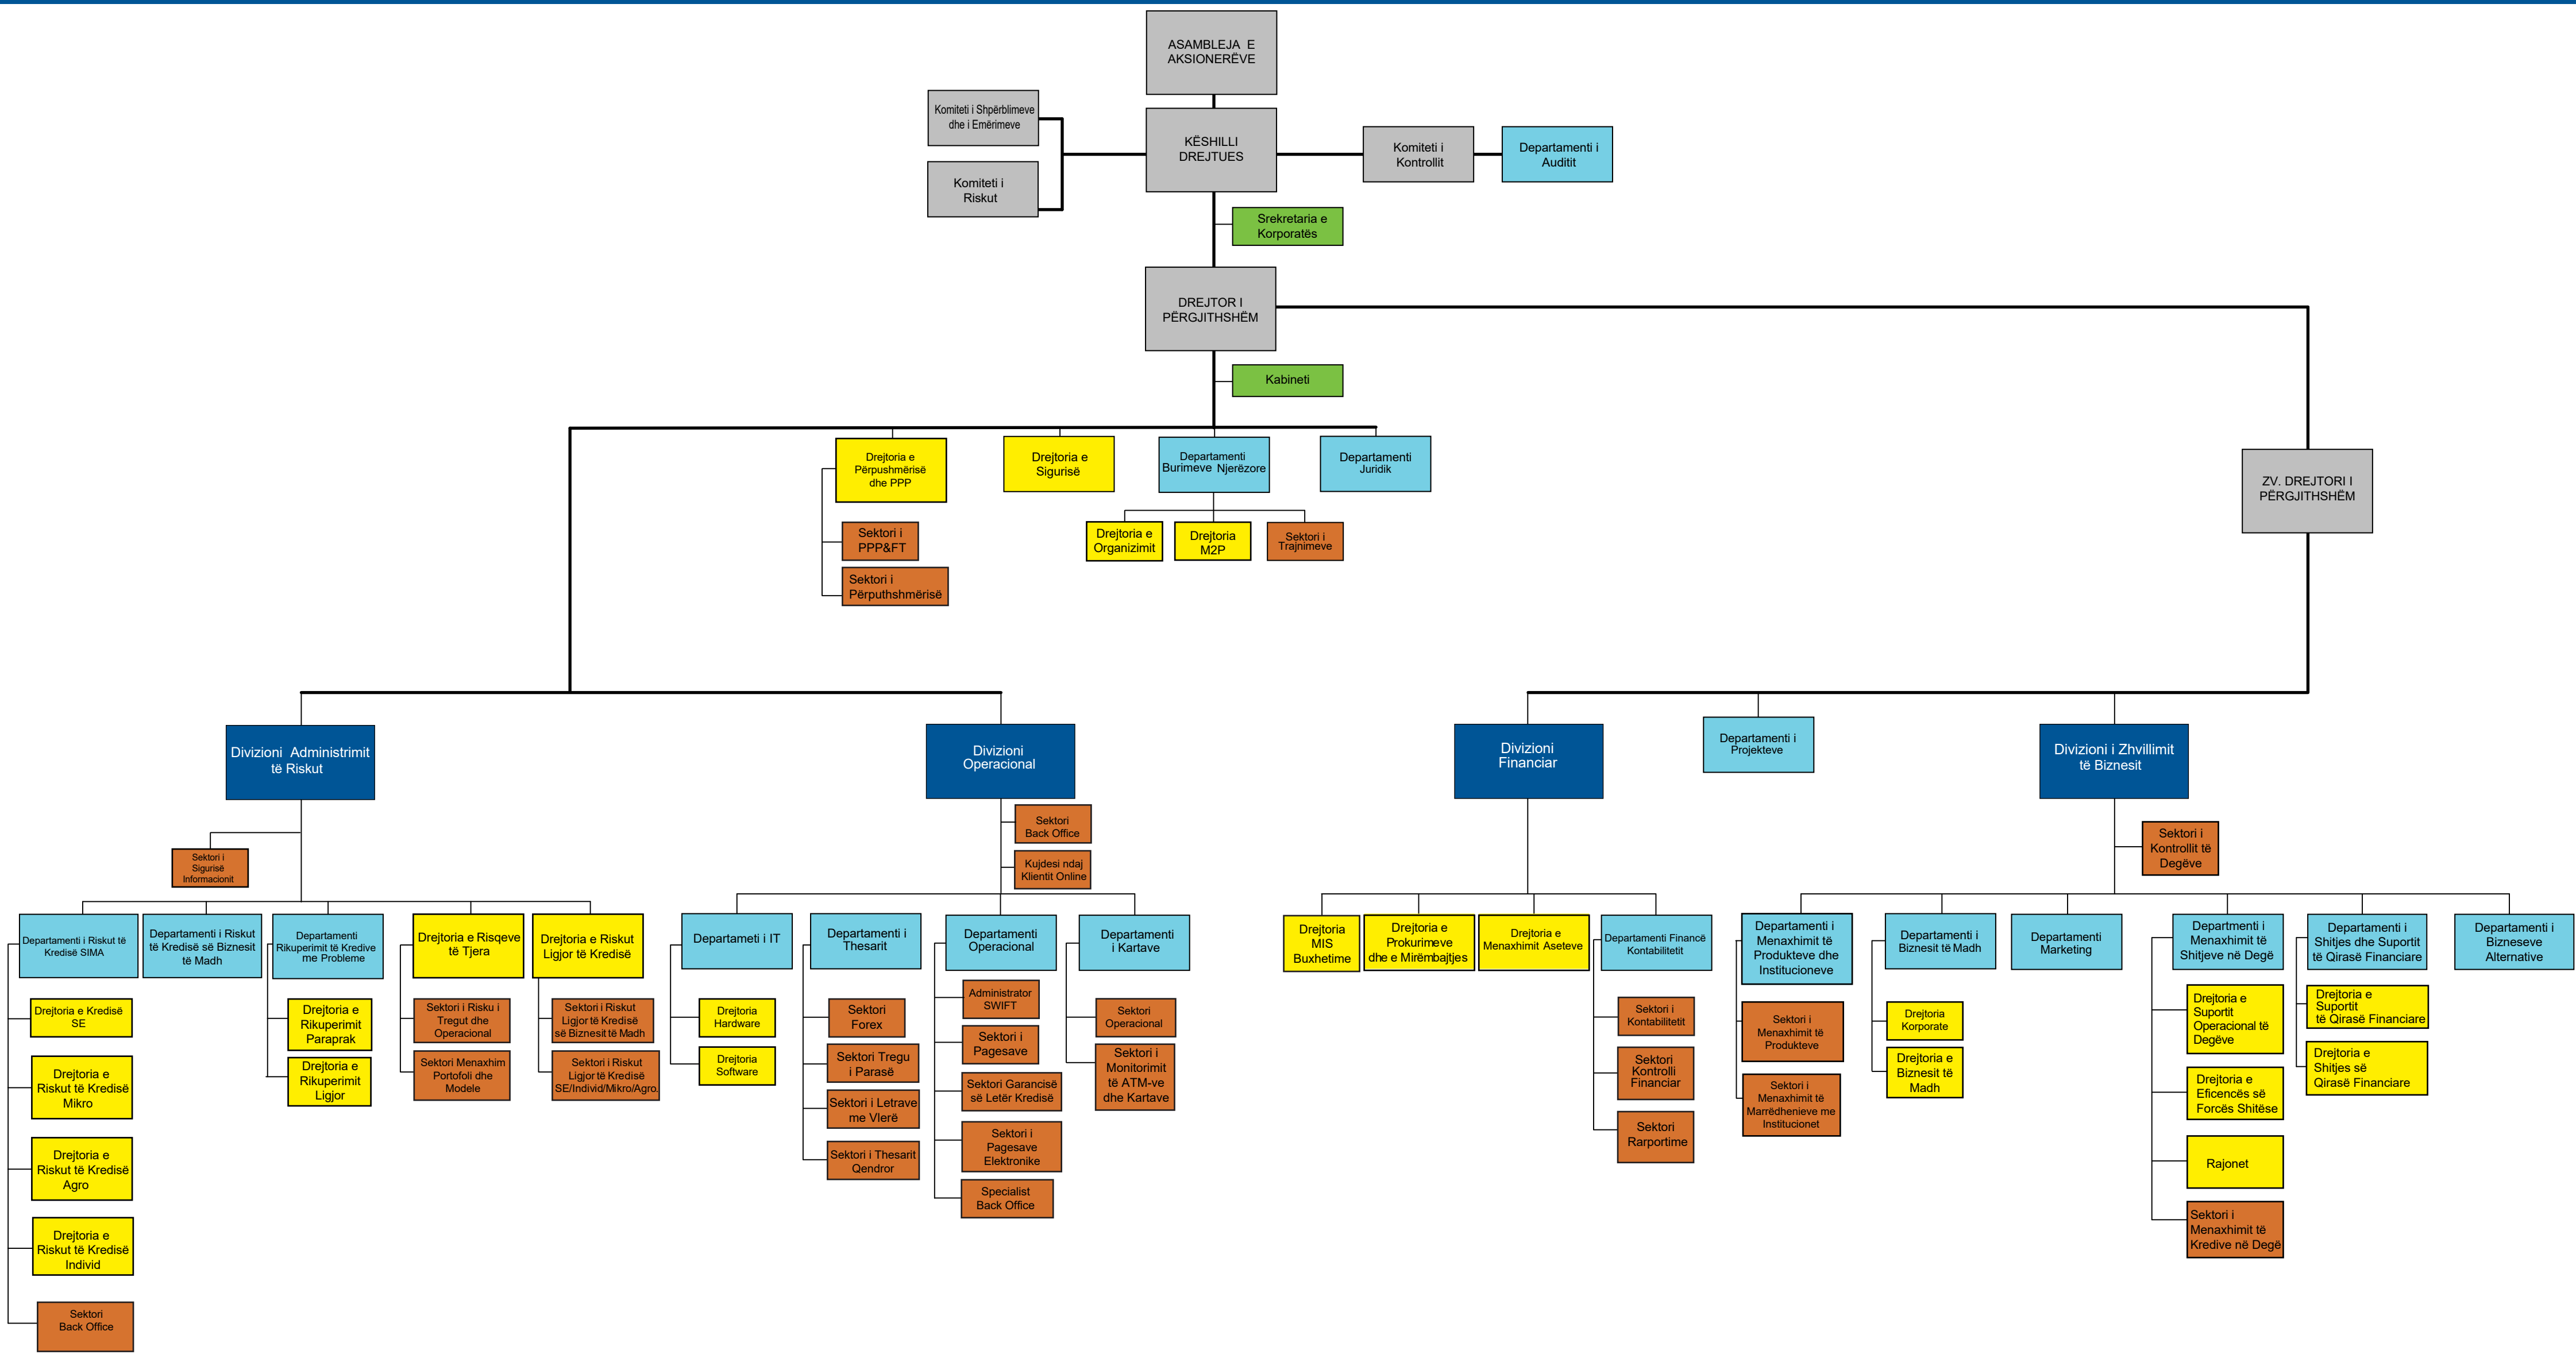 ASAMBLEJA E
AKSIONERËVE
Komiteti i Shpërblimeve
dhe i Emërimeve
Komiteti i
Riskut
KËSHILLI
DREJTUES
Komiteti i
Kontrollit
Departamenti i
Auditit
Srekretaria e
Korporatës
DREJTOR I
PËRGJITHSHËM
Kabineti
Drejtoria e
Përpushmërisë
dhe PPP
Sektori i
PPP&FT
Sektori i
Përputhshmërisë
Drejtoria e
Sigurisë
Departamenti
Burimeve Njerëzore
Drejtoria e
Organizimit
Drejtoria
M2P
Sektori i
Trajnimeve
Departamenti
Juridik
ZV. DREJTORI I
PËRGJITHSHËM
Divizioni Administrimit
të Riskut
Sektori i
Sigurisë
Informacionit
Departamenti i Riskut të
Kredisë SIMA
Drejtoria e Kredisë
SE
Drejtoria e
Riskut të Kredisë
Mikro
Drejtoria e
Riskut të Kredisë
Agro
Drejtoria e
Riskut të Kredisë
Individ
Sektori
Back Office
Departamenti i Riskut
të Kredisë së Biznesit
të Madh
Departamenti
Rikuperimit të Kredive
me Probleme
Drejtoria e
Rikuperimit
Paraprak
Drejtoria e
Rikuperimit
Ligjor
Drejtoria e Risqeve
të Tjera
Sektori i Risku i
Tregut dhe
Operacional
Sektori Menaxhim
Portofoli dhe
Modele
Drejtoria e Riskut
Ligjor të Kredisë
Sektori i Riskut
Ligjor të Kredisë
së Biznesit të Madh
Sektori i Riskut
Ligjor të Kredisë
SE/Individ/Mikro/Agro.
Divizioni
Operacional
Sektori
Back Office
Kujdesi ndaj
Klientit Online
Departameti i IT
Drejtoria
Hardware
Drejtoria
Software
Departamenti i
Thesarit
Sektori
Forex
Sektori Tregu
i Parasë
Sektori i Letrave
me Vlerë
Sektori i Thesarit
Qendror
Departamenti
Operacional
Administrator
SWIFT
Sektori i
Pagesave
Sektori Garancisë
së Letër Kredisë
Sektori i
Pagesave
Elektronike
Specialist
Back Office
Departamenti
i Kartave
Sektori
Operacional
Sektori i
Monitorimit
të ATM-ve
dhe Kartave
Divizioni
Financiar
Drejtoria
MIS
Buxhetime
Drejtoria e
Prokurimeve
dhe e Mirëmbajtjes
Drejtoria e
Menaxhimit Aseteve
Departamenti Financë
Kontabilitetit
Sektori i
Kontabilitetit
Sektori
Kontrolli
Financiar
Sektori
Rarportime
Departamenti i
Projekteve
Divizioni i Zhvillimit
të Biznesit
Sektori i
Kontrollit të
Degëve
Departamenti i
Menaxhimit të
Produkteve dhe
Institucioneve
Sektori i
Menaxhimit të
Produkteve
Sektori i
Menaxhimit të
Marrëdhenieve me
Institucionet
Departamenti i
Biznesit të Madh
Drejtoria
Korporate
Drejtoria e
Biznesit të
Madh
Departamenti
Marketing
Departmenti i
Menaxhimit të
Shitjeve në Degë
Drejtoria e
Suportit
Operacional të
Degëve
Drejtoria e
Eficencës së
Forcës Shitëse
Rajonet
Sektori i
Menaxhimit të
Kredive në Degë
Departamenti i
Shitjes dhe Suportit
të Qirasë Financiare
Drejtoria e
Suportit
të Qirasë Financiare
Drejtoria e
Shitjes së
Qirasë Financiare
Departamenti i
Bizneseve
Alternative